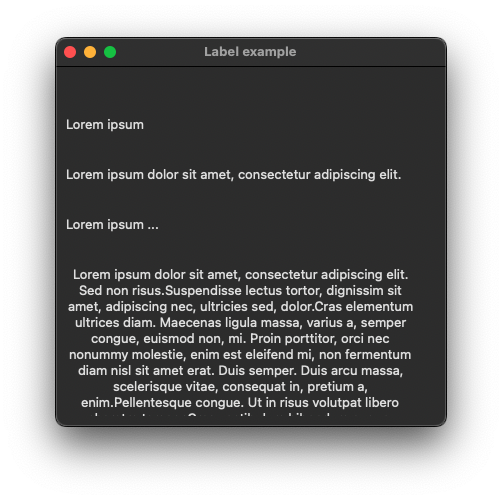 Label example
Lorem ipsum
Lorem ipsum dolor sit amet, consectetur adipiscing elit.
Lorem ipsum ...
Lorem ipsum dolor sit amet, consectetur adipiscing elit.
Sed non risus.Suspendisse lectus tortor, dignissim sit
amet, adipiscing nec, ultricies sed, dolor.Cras elementum
ultrices diam. Maecenas ligula massa, varius a, semper
congue, euismod non, mi. Proin porttitor, orci nec
nonummy molestie, enim est eleifend mi, non fermentum
diam nisl sit amet erat. Duis semper. Duis arcu massa,
scelerisque vitae, consequat in, pretium a,
enim.Pellentesque congue. Ut in risus volutpat libero